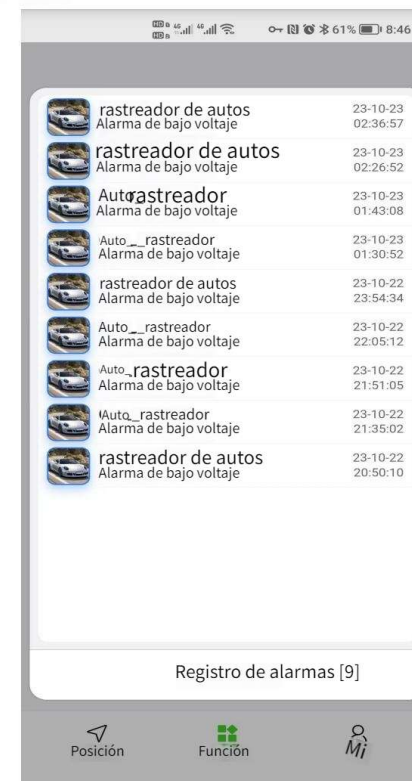 HD 46 46 61% 8:46
rastreador de autos 23-10-23
Alarma de bajo voltaje 02:36:57
rastreador de autos 23-10-23
Alarma de bajo voltaje 02:26:52
Auto_rastreador 23-10-23
Alarma de bajo voltaje 01:43:08
Auto__rastreador 23-10-23
Alarma de bajo voltaje 01:30:52
rastreador de autos 23-10-22
Alarma de bajo voltaje 23:54:34
Auto__rastreador 23-10-22
Alarma de bajo voltaje 22:05:12
Auto_rastreador 23-10-22
Alarma de bajo voltaje 21:51:05
Auto_rastreador 23-10-22
Alarma de bajo voltaje 21:35:02
rastreador de autos 23-10-22
Alarma de bajo voltaje 20:50:10
Registro de alarmas [9]
Posición Función Mi